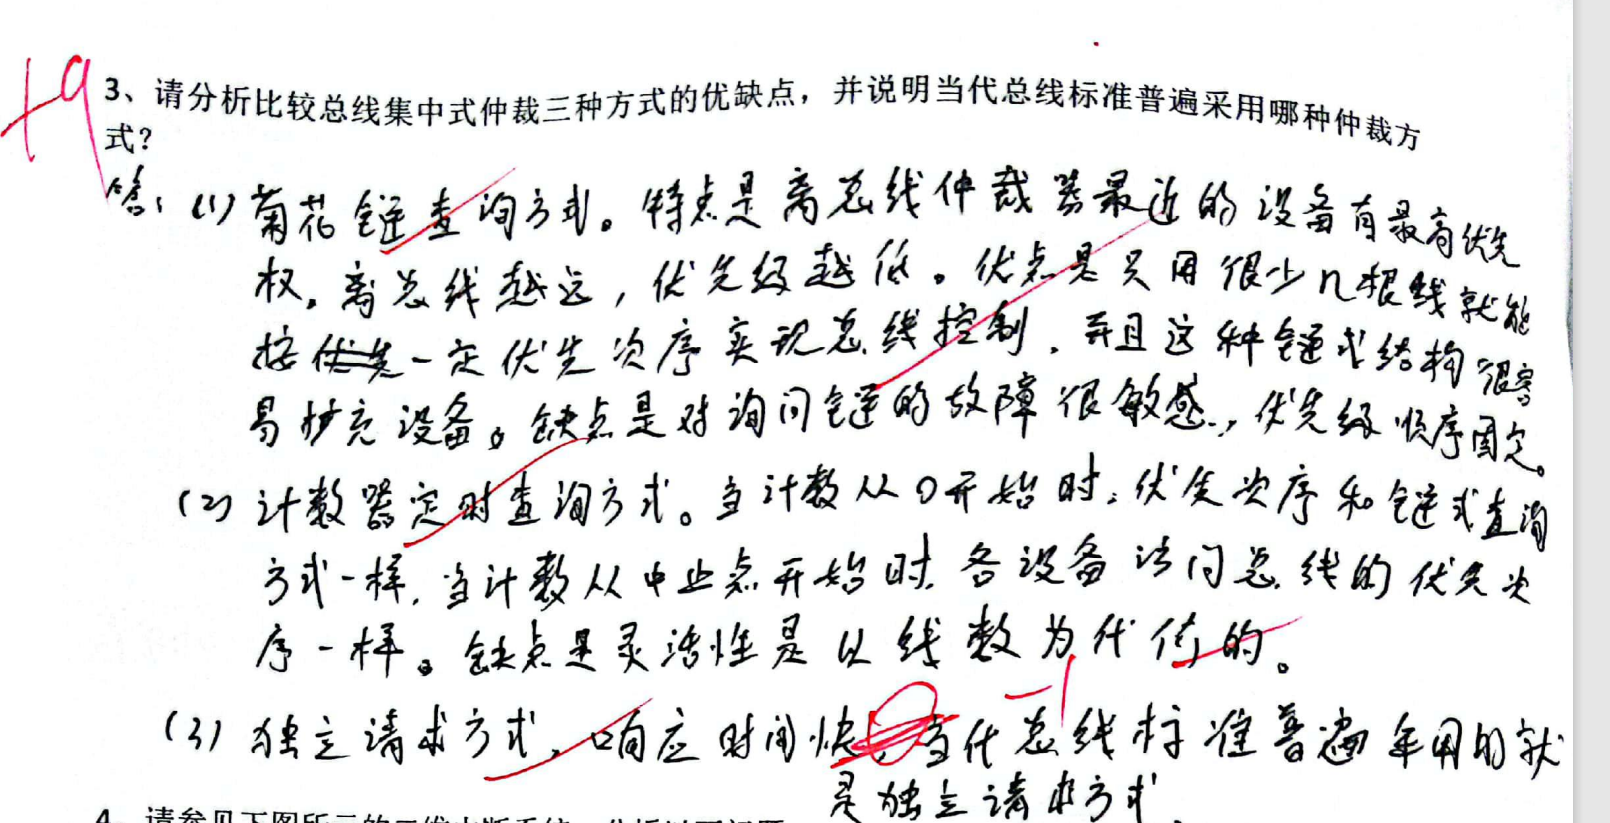 +9
3、请分析比较总线集中式仲裁三种方式的优缺点，并说明当代总线标准普遍采用哪种仲裁方
式？
答：(1) 菊花链查询方式。特点是离总线仲裁器最近的设备有最高优先
权，离总线越远，优先级越低。优点是只用很少几根线就能
按优先一定优先次序实现总线控制，并且这种链式结构很容
易扩充设备。缺点是对询问链的故障很敏感，优先级顺序固定。
(2) 计数器定时查询方式。当计数从0开始时，优先次序和链式查询
方式一样，当计数从中止点开始时，各设备访问总线的优先次
序一样。缺点是灵活性是以线数为代价的。
-1
(3) 独立请求方式，响应时间快，当代总线标准普遍采用的就
是独立请求方式
4、请参见下图所示的二维中断系统